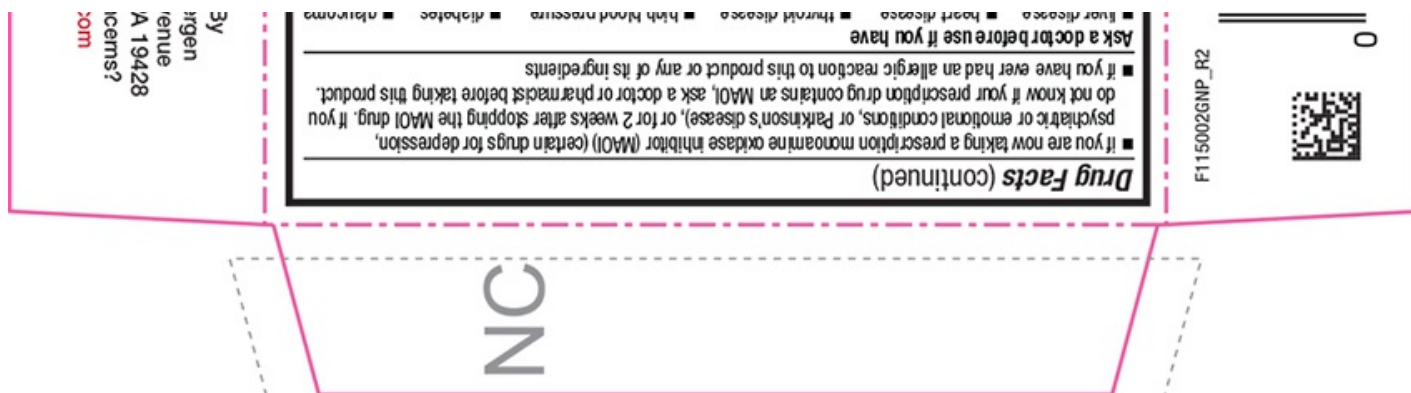 Drug Facts (continued)
■ if you are now taking a prescription monoamine oxidase inhibitor (MAOI) (certain drugs for depression,
psychiatric or emotional conditions, or Parkinson's disease), or for 2 weeks after stopping the MAOI drug. If you
do not know if your prescription drug contains an MAOI, ask a doctor or pharmacist before taking this product.
■ if you have ever had an allergic reaction to this product or any of its ingredients
Ask a doctor before use if you have
■ liver disease ■ heart disease ■ thyroid disease ■ high blood pressure ■ diabetes ■ glaucoma
By
ergen
venue
A 19428
ncerns?
com
0
F115002GNP_R2
NC